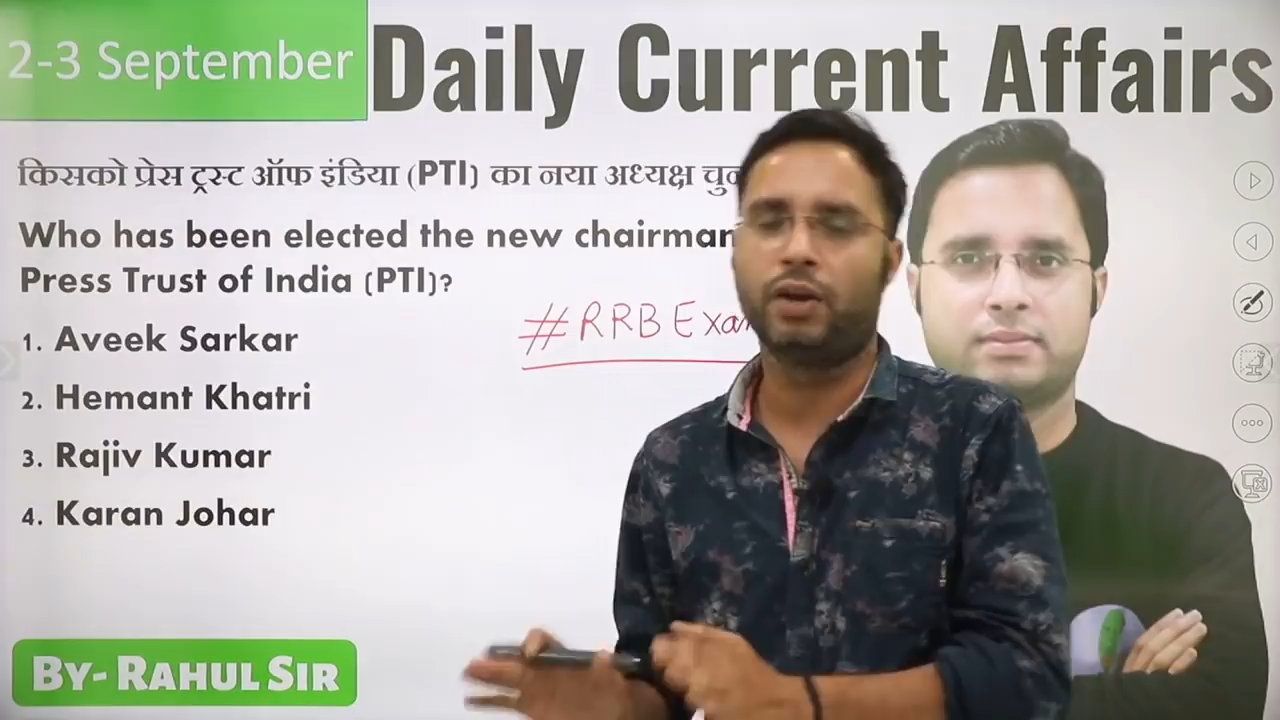 2-3 September
Daily Current Affairs
किसको प्रेस ट्रस्ट ऑफ इंडिया (PTI) का नया अध्यक्ष
Who has been elected the new chairman
Press Trust of India (PTI)?
1. Aveek Sarkar
#RRB Exam
2. Hemant Khatri
3. Rajiv Kumar
4. Karan Johar
BY- RAHUL SIR